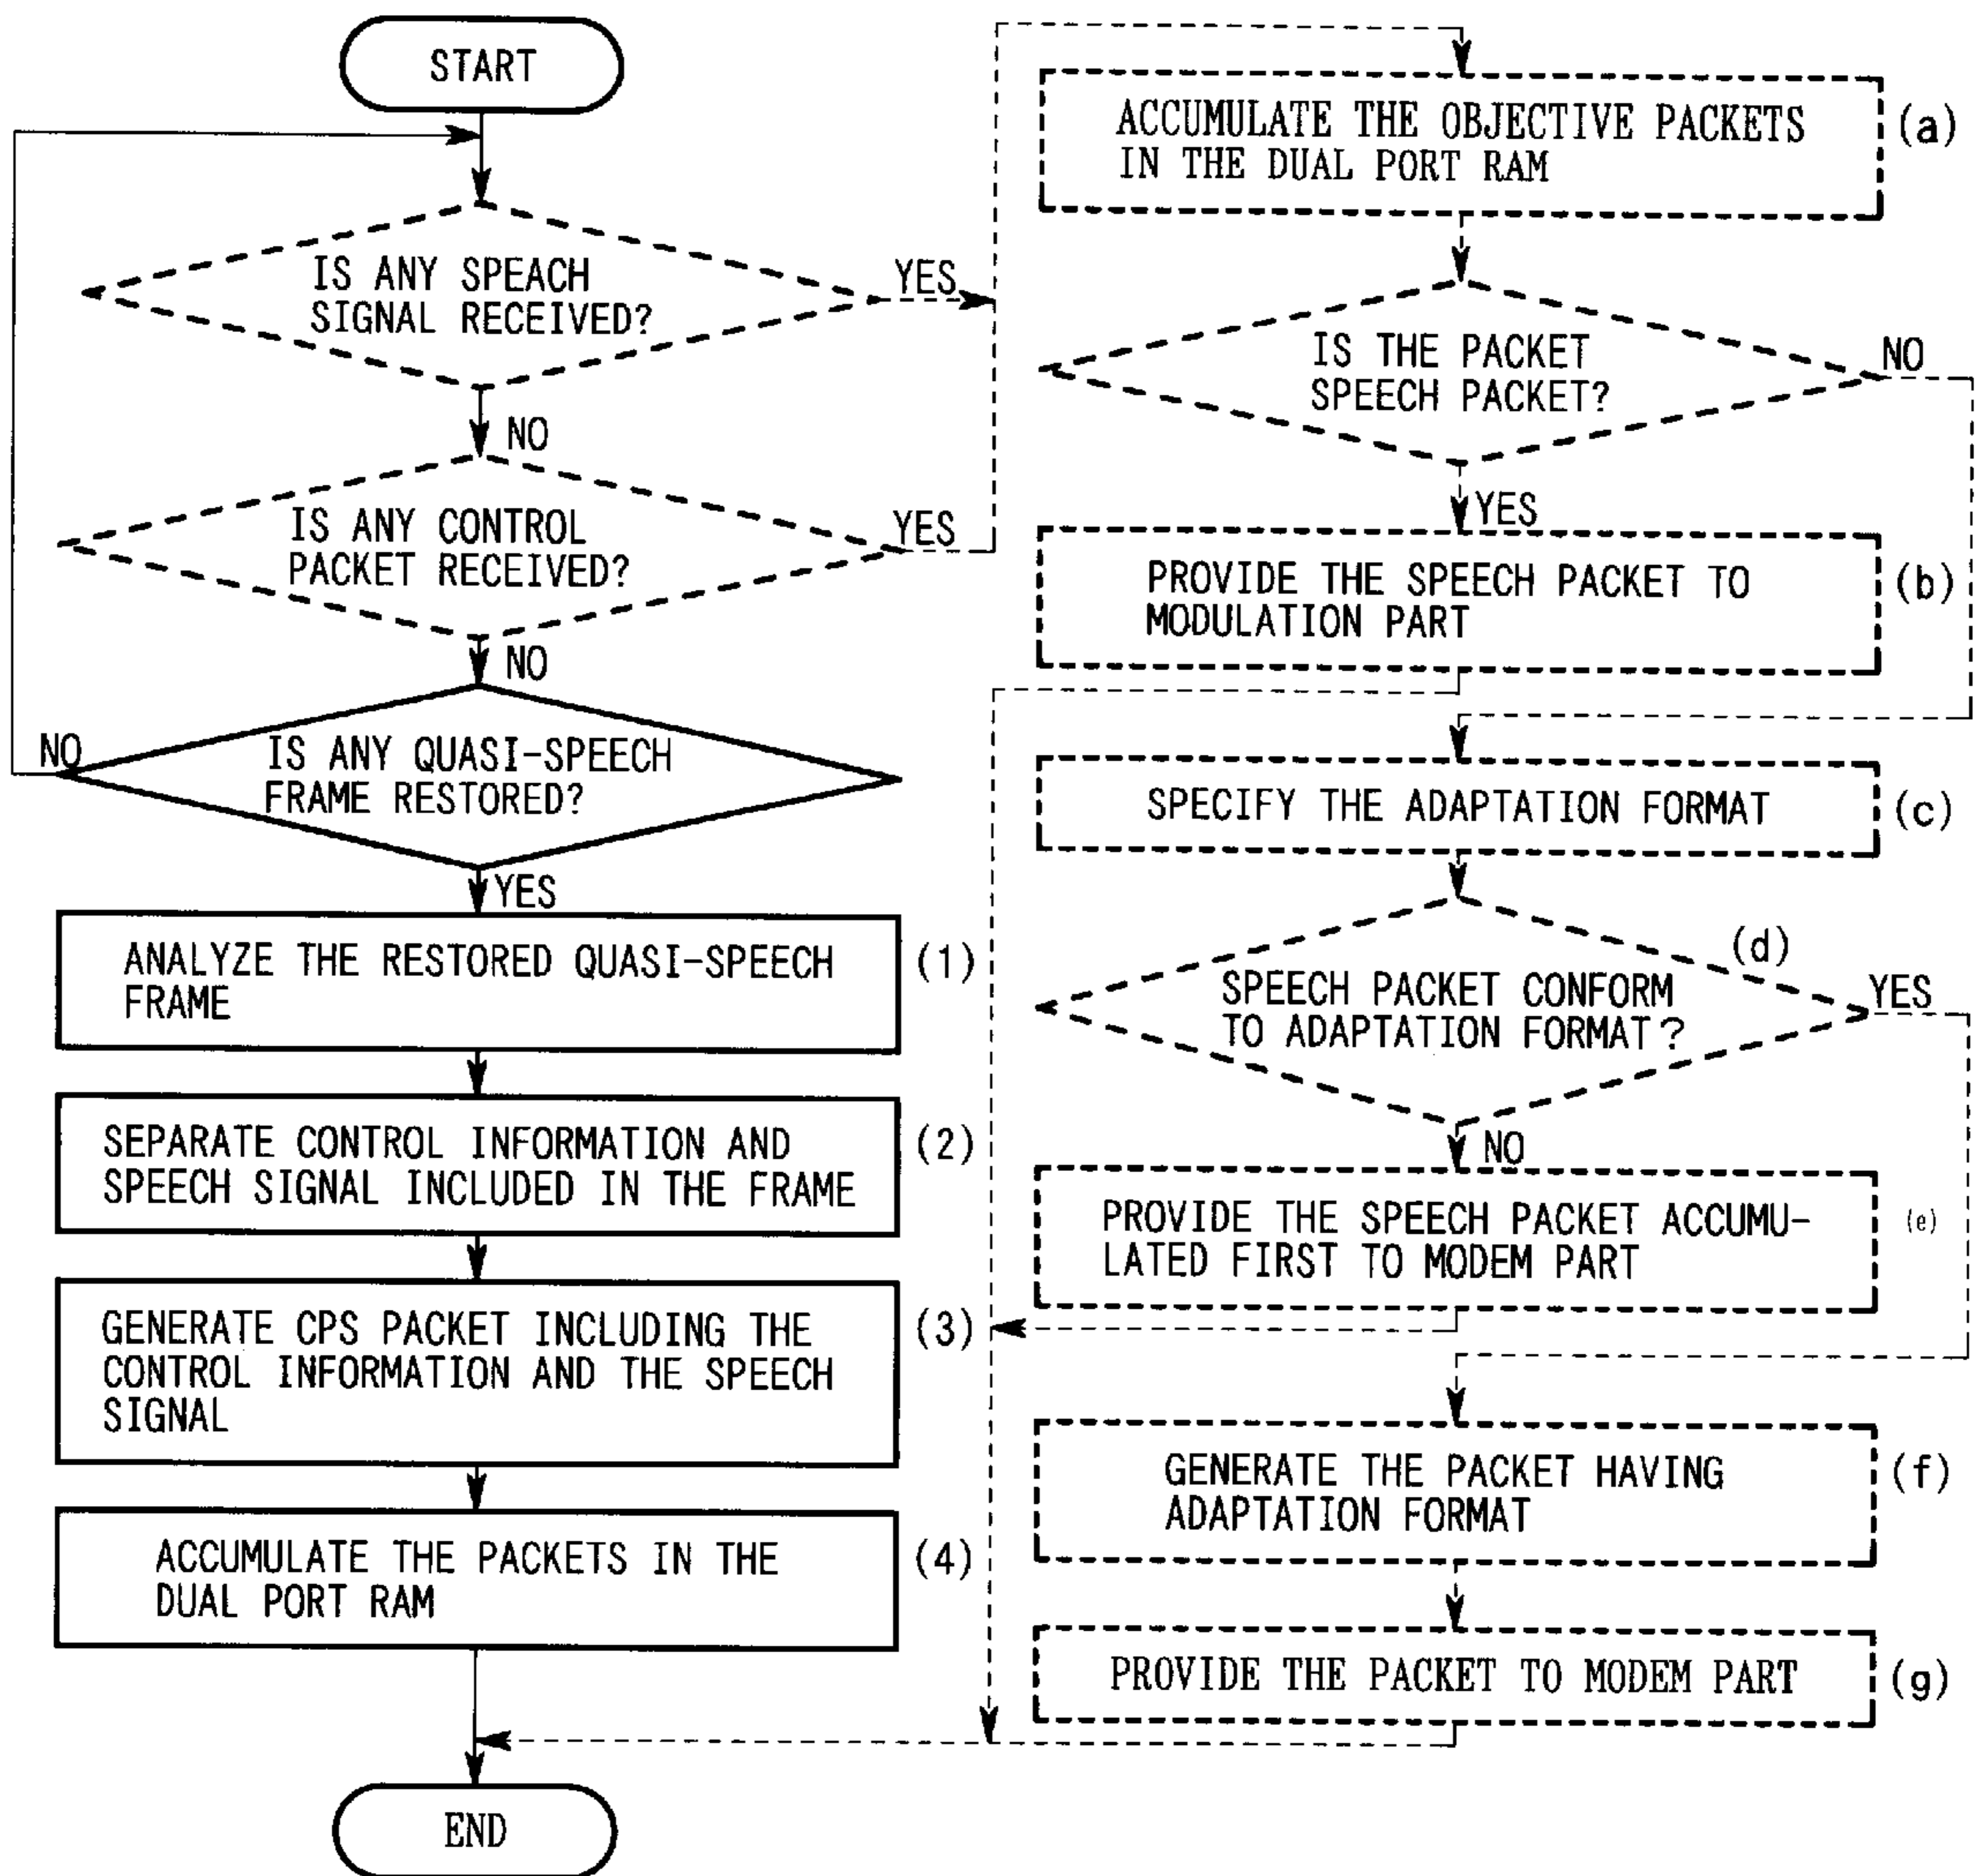 START
IS ANY SPEACH
SIGNAL RECEIVED?
YES
NO
IS ANY CONTROL
PACKET RECEIVED?
YES
NO
IS ANY QUASI-SPEECH
FRAME RESTORED?
NO
YES
ANALYZE THE RESTORED QUASI-SPEECH
FRAME
(1)
SEPARATE CONTROL INFORMATION AND
SPEECH SIGNAL INCLUDED IN THE FRAME
(2)
GENERATE CPS PACKET INCLUDING THE
CONTROL INFORMATION AND THE SPEECH
SIGNAL
(3)
ACCUMULATE THE PACKETS IN THE
DUAL PORT RAM
(4)
END
ACCUMULATE THE OBJECTIVE PACKETS
IN THE DUAL PORT RAM
(a)
IS THE PACKET
SPEECH PACKET?
NO
YES
PROVIDE THE SPEECH PACKET TO
MODULATION PART
(b)
SPECIFY THE ADAPTATION FORMAT
(c)
(d)
SPEECH PACKET CONFORM
TO ADAPTATION FORMAT?
YES
NO
PROVIDE THE SPEECH PACKET ACCUMU-
LATED FIRST TO MODEM PART
(e)
GENERATE THE PACKET HAVING
ADAPTATION FORMAT
(f)
PROVIDE THE PACKET TO MODEM PART
(g)